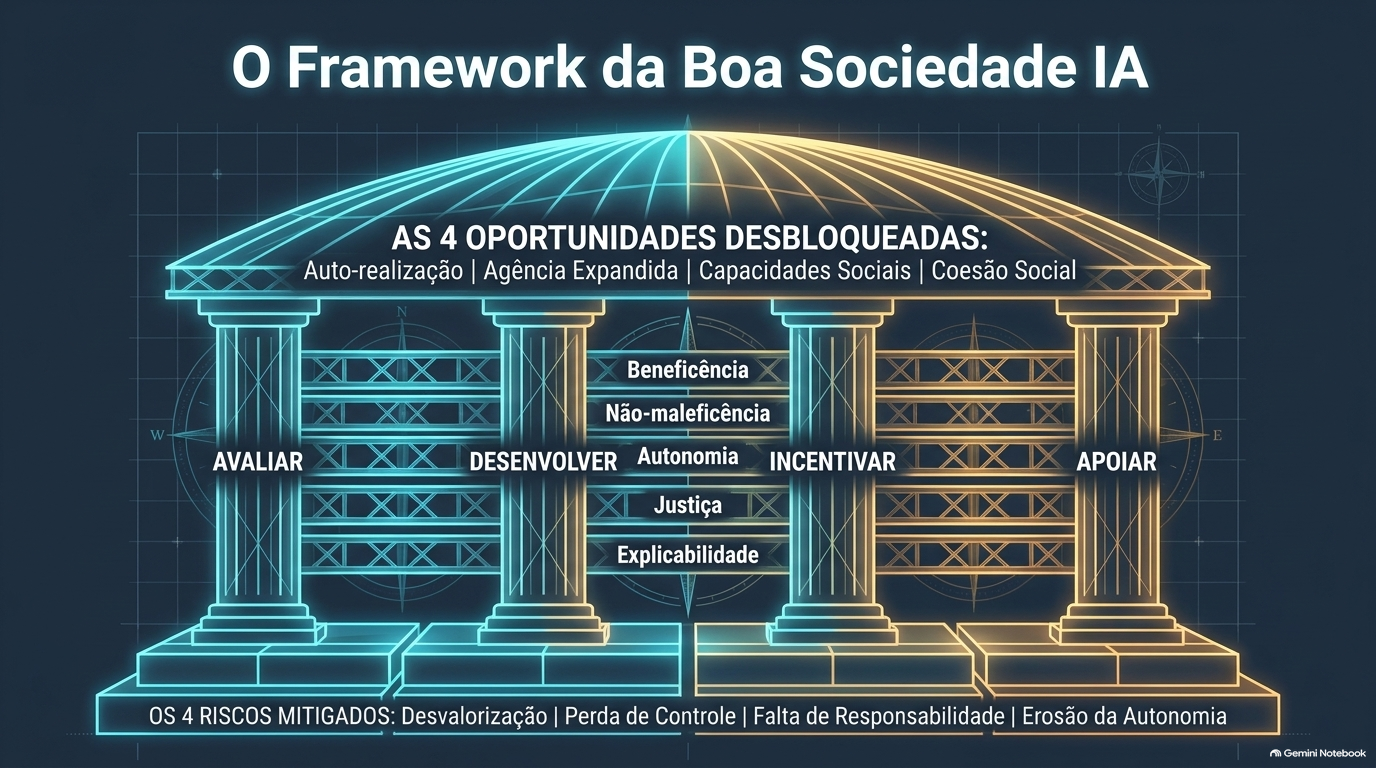 O Framework da Boa Sociedade IA
AS 4 OPORTUNIDADES DESBLOQUEADAS:
Auto-realização | Agência Expandida | Capacidades Sociais | Coesão Social
N
N
B
Beneficência
Não-maleficência
W
E
AVALIAR
DESENVOLVER
Autonomia
INCENTIVAR
APOIAR
Justiça
Explicabilidade
OS 4 RISCOS MITIGADOS: Desvalorização | Perda de Controle | Falta de Responsabilidade | Erosão da Autonomia
Gemini Notebook